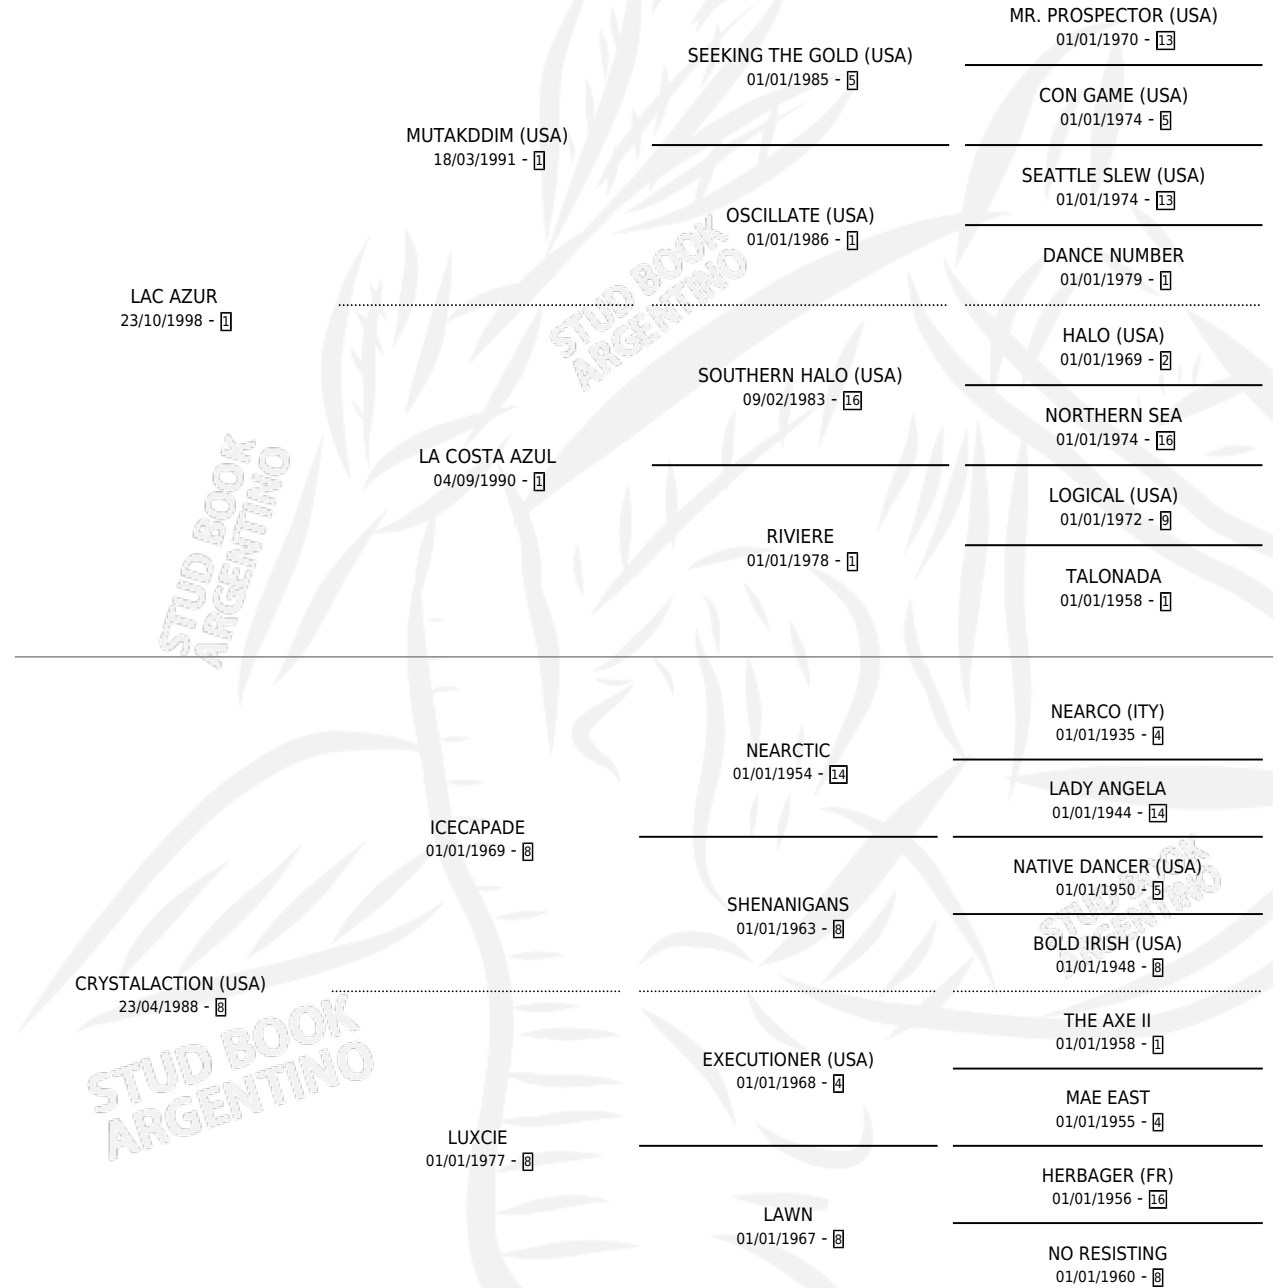 MR. PROSPECTOR (USA)
01/01/1970 - 13
SEEKING THE GOLD (USA)
01/01/1985 - 5
CON GAME (USA)
01/01/1974 - 5
MUTAKDDIM (USA)
18/03/1991 - 1
SEATTLE SLEW (USA)
01/01/1974 - 13
OSCILLATE (USA)
01/01/1986 - 1
DANCE NUMBER
01/01/1979 - 1
LAC AZUR
23/10/1998 - 1
STUD BOOK
ARGENTINO
HALO (USA)
01/01/1969 - 2
SOUTHERN HALO (USA)
09/02/1983 - 16
NORTHERN SEA
01/01/1974 - 16
LA COSTA AZUL
04/09/1990 - 1
LOGICAL (USA)
01/01/1972 - 9
RIVIERE
01/01/1978 - 1
TALONADA
01/01/1958 - 1
STUD BOOK
ARGENTINO
NEARCO (ITY)
01/01/1935 - 4
NEARCTIC
01/01/1954 - 14
LADY ANGELA
01/01/1944 - 14
ICECAPADE
01/01/1969 - 8
NATIVE DANCER (USA)
01/01/1950 - 5
SHENANIGANS
01/01/1963 - 8
STUD BOOK
ARGENTINO
BOLD IRISH (USA)
01/01/1948 - 8
CRYSTALACTION (USA)
23/04/1988 - 8
THE AXE II
01/01/1958 - 1
EXECUTIONER (USA)
01/01/1968 - 4
STUD BOOK
ARGENTINO
MAE EAST
01/01/1955 - 4
LUXCIE
01/01/1977 - 8
HERBAGER (FR)
01/01/1956 - 16
LAWN
01/01/1967 - 8
NO RESISTING
01/01/1960 - 8